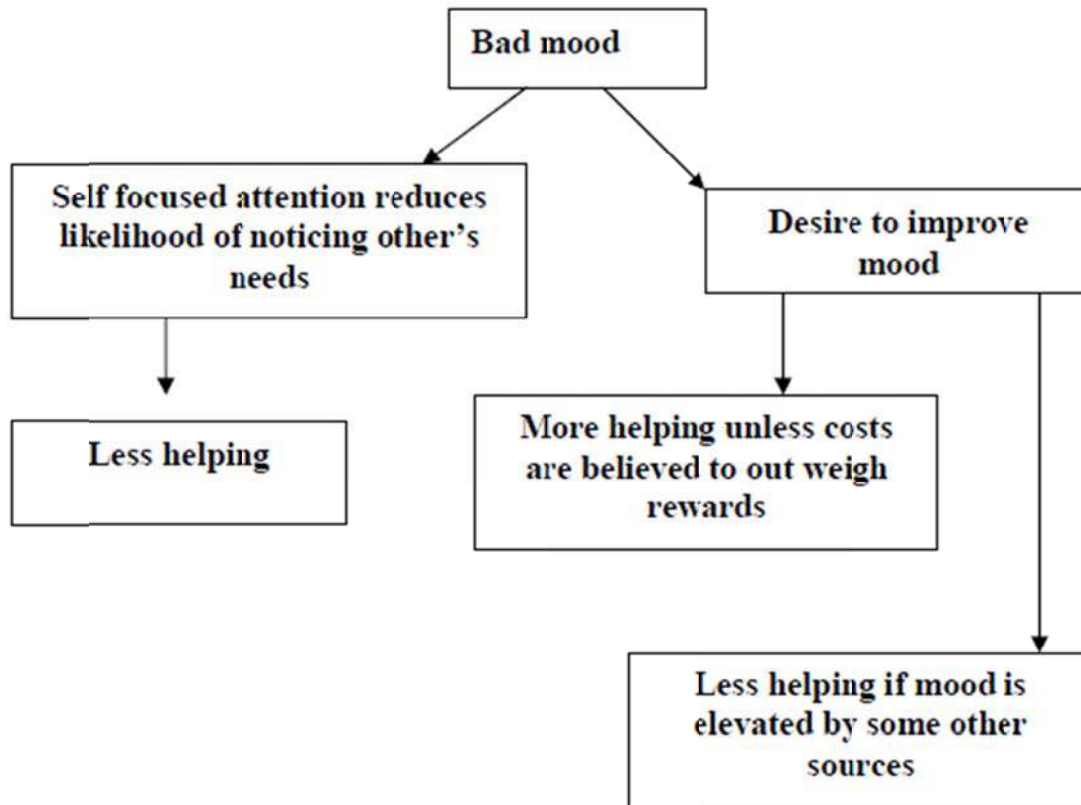 Bad mood
Self focused attention reduces
likelihood of noticing other's
needs
Desire to improve
mood
Less helping
More helping unless costs
are believed to out weigh
rewards
Less helping if mood is
elevated by some other
sources